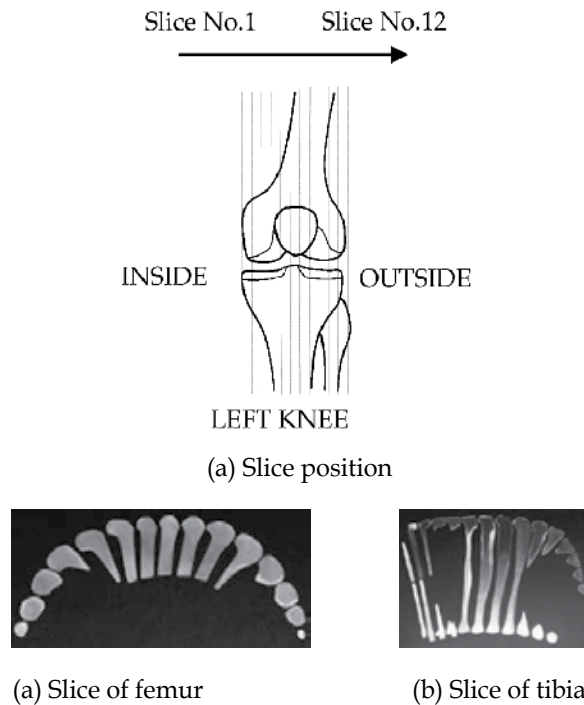 Slice No.1 Slice No.12
INSIDE OUTSIDE
LEFT KNEE
(a) Slice position
(a) Slice of femur (b) Slice of tibia